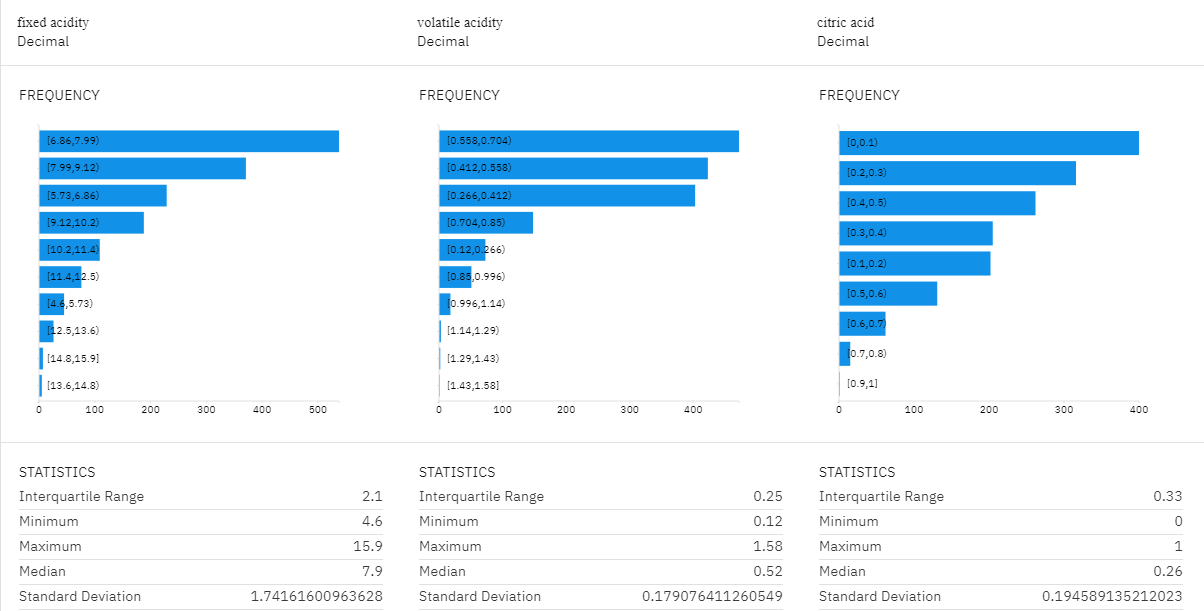 fixed acidity
Decimal
FREQUENCY
[6.86,7.99)
[7.99,9.12)
[5.73,6.86)
[9.12,10.2)
[10.2,11.4)
[11.4,12.5)
[4.6,5.73)
[12.5,13.6)
[14.8,15.9]
[13.6,14.8)
0 100 200 300 400 500
STATISTICS
Interquartile Range 2.1
Minimum 4.6
Maximum 15.9
Median 7.9
Standard Deviation 1.74161600963628
volatile acidity
Decimal
FREQUENCY
[0.558,0.704)
[0.412,0.558)
[0.266,0.412)
[0.704,0.85)
[0.12,0.266)
[0.85,0.996)
[0.996,1.14)
[1.14,1.29)
[1.29,1.43)
[1.43,1.58]
0 100 200 300 400
STATISTICS
Interquartile Range 0.25
Minimum 0.12
Maximum 1.58
Median 0.52
Standard Deviation 0.179076411260549
citric acid
Decimal
FREQUENCY
[0,0.1)
[0.2,0.3)
[0.4,0.5)
[0.3,0.4)
[0.1,0.2)
[0.5,0.6)
[0.6,0.7)
[0.7,0.8)
[0.9,1]
0 100 200 300 400
STATISTICS
Interquartile Range 0.33
Minimum 0
Maximum 1
Median 0.26
Standard Deviation 0.194589135212023